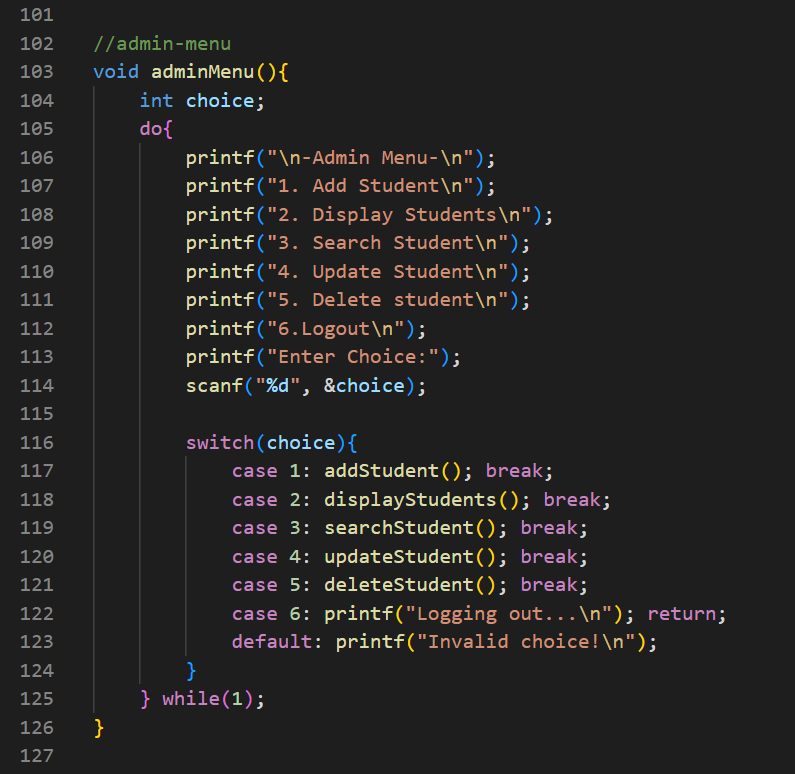 101
102 //admin-menu
103 void adminMenu(){
104     int choice;
105     do{
106         printf("\n-Admin Menu-\n");
107         printf("1. Add Student\n");
108         printf("2. Display Students\n");
109         printf("3. Search Student\n");
110         printf("4. Update Student\n");
111         printf("5. Delete student\n");
112         printf("6.Logout\n");
113         printf("Enter Choice:");
114         scanf("%d", &choice);
115
116         switch(choice){
117             case 1: addStudent(); break;
118             case 2: displayStudents(); break;
119             case 3: searchStudent(); break;
120             case 4: updateStudent(); break;
121             case 5: deleteStudent(); break;
122             case 6: printf("Logging out...\n"); return;
123             default: printf("Invalid choice!\n");
124         }
125     } while(1);
126 }
127